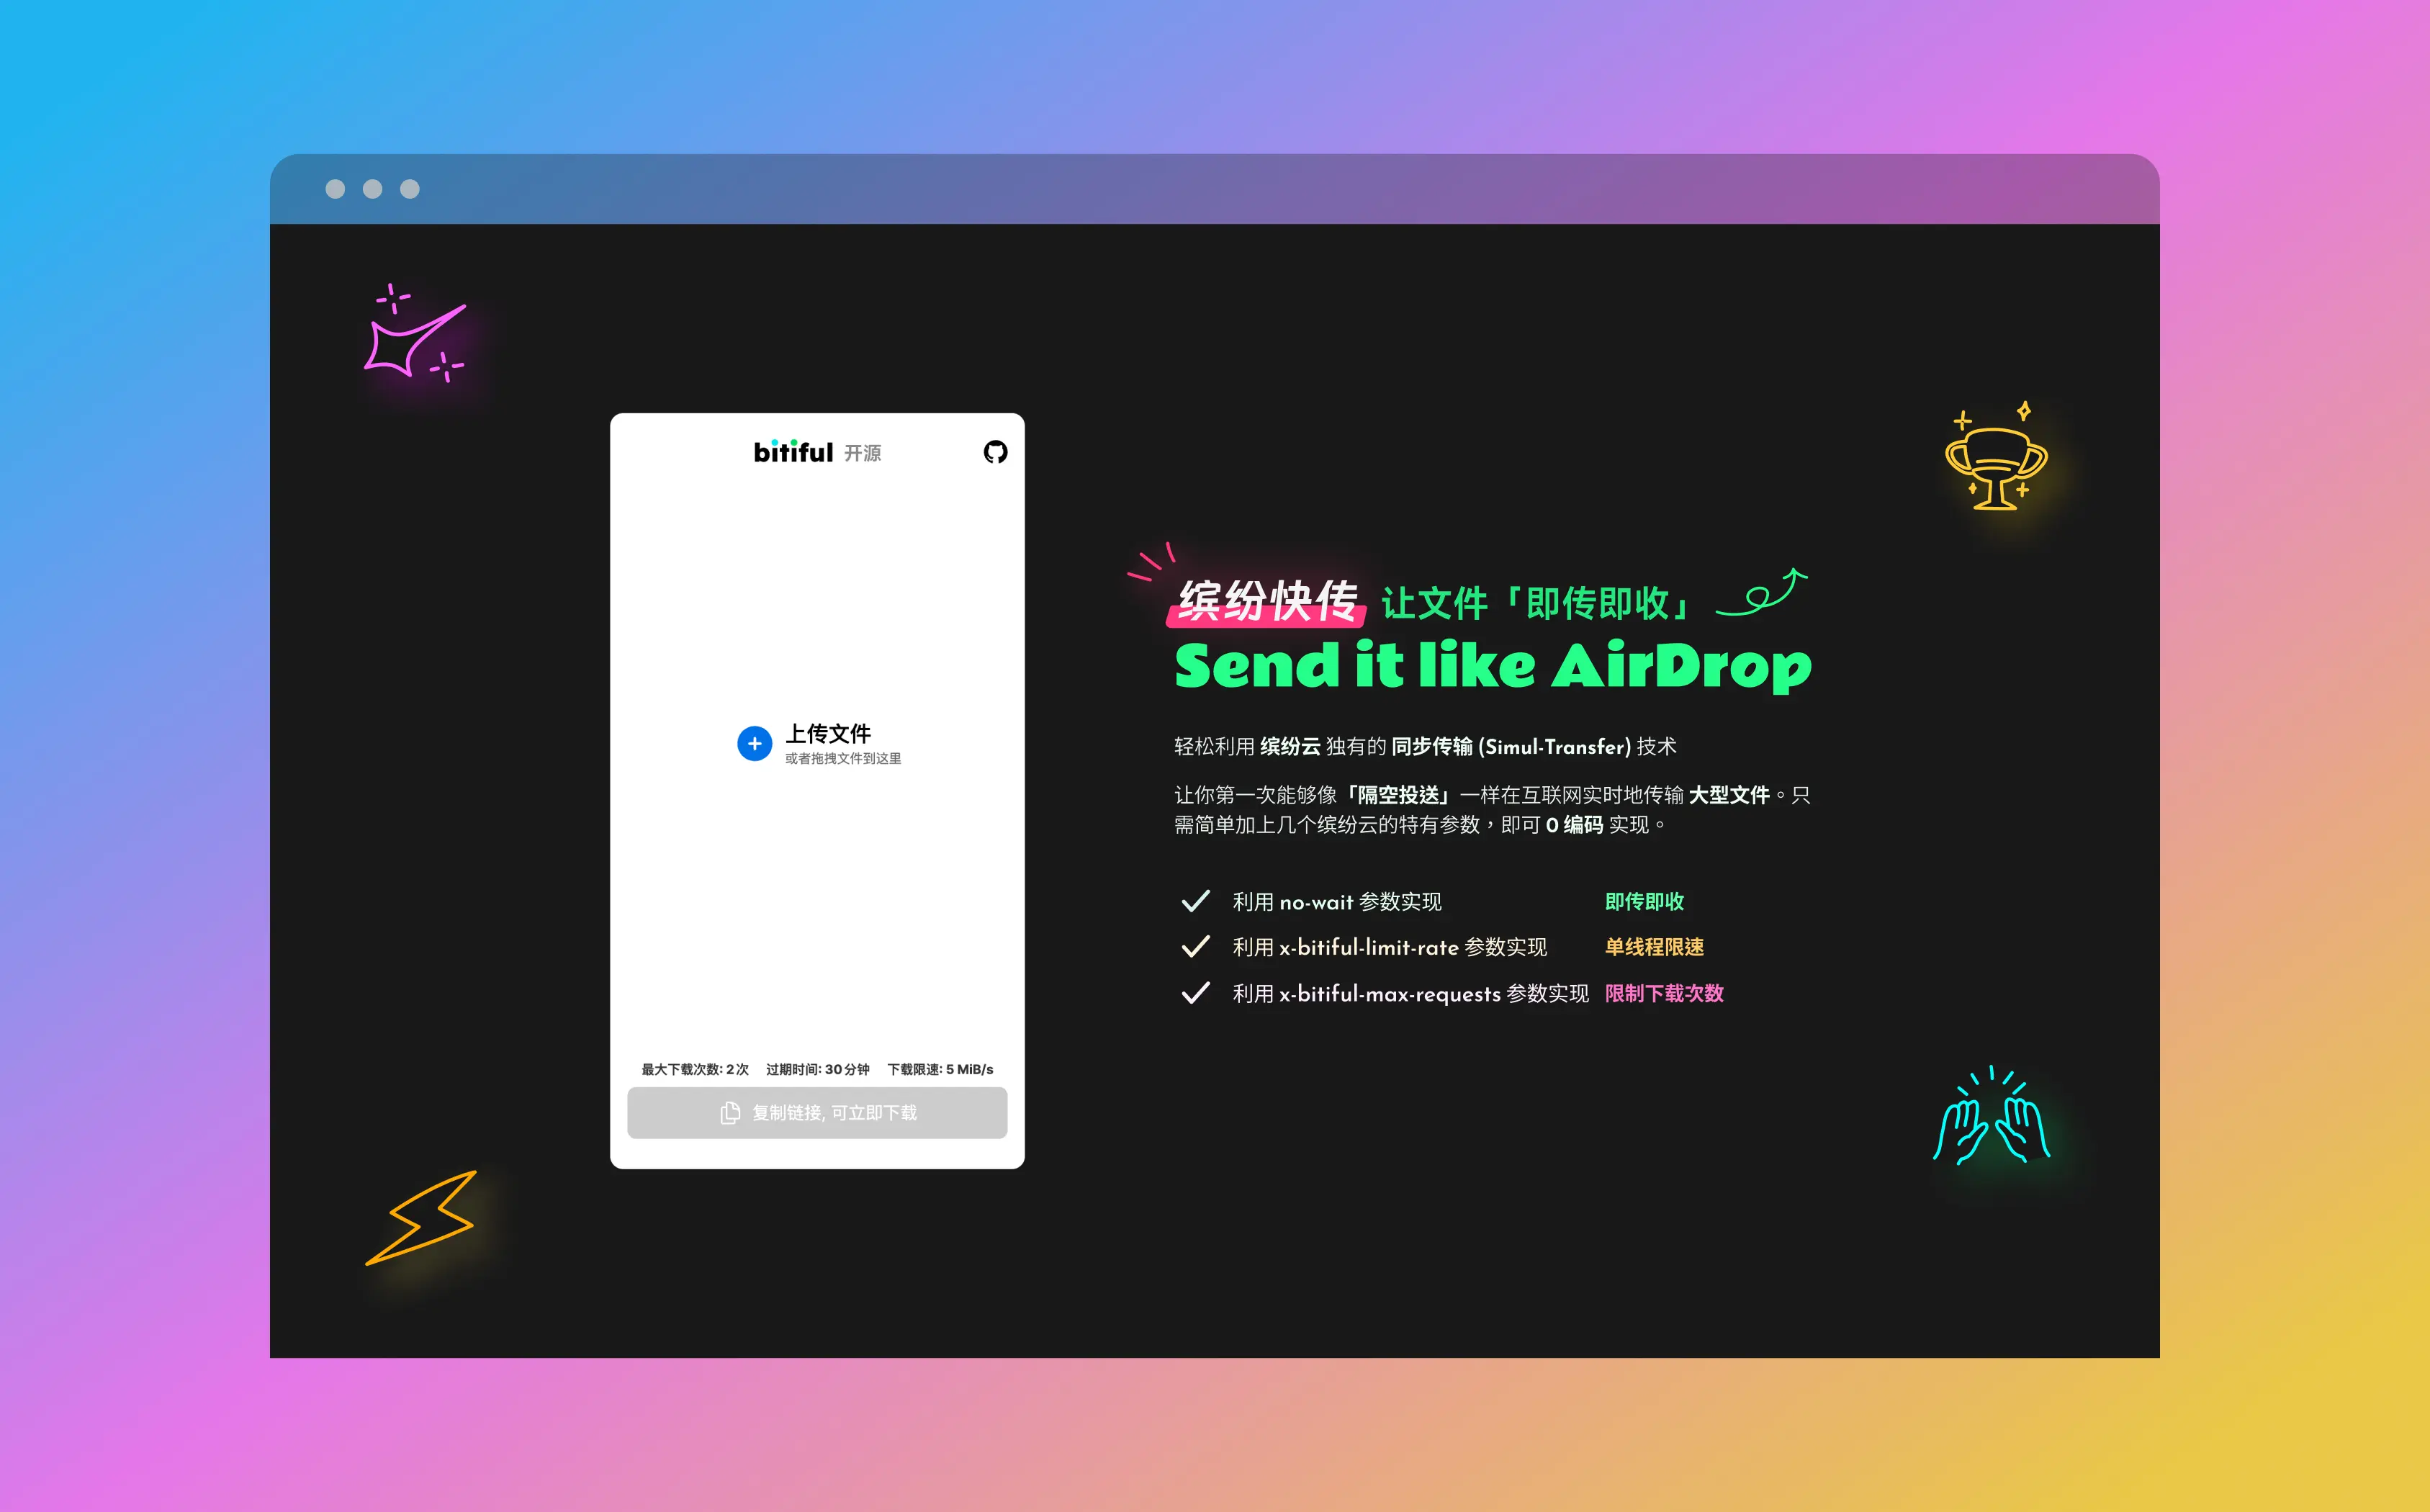 bitiful 开源
上传文件
或者拖拽文件到这里
最大下载次数: 2 次 过期时间: 30 分钟 下载限速: 5 MiB/s
复制链接, 可立即下载
缤纷快传 让文件「即传即收」
Send it like AirDrop
轻松利用 缤纷云 独有的 同步传输 (Simul-Transfer) 技术
让你第一次能够像「隔空投送」一样在互联网实时地传输 大型文件。只
需简单加上几个缤纷云的特有参数，即可 0 编码 实现。
利用 no-wait 参数实现 即传即收
利用 x-bitiful-limit-rate 参数实现 单线程限速
利用 x-bitiful-max-requests 参数实现 限制下载次数